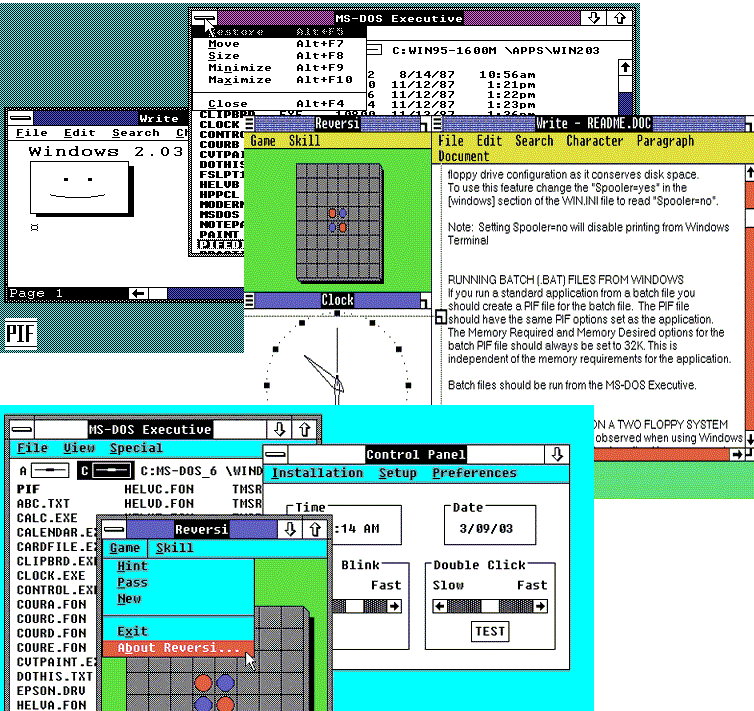 MS-DOS Executive
Restore Alt+F5
Move Alt+F7
Size Alt+F8
Minimize Alt+F9
Maximize Alt+F10
Close Alt+F4
C:WIN95-1600M \APPS\WIN203
2 8/14/87 10:56am
0 11/12/87 1:21pm
6 11/12/87 1:22pm
4 11/12/87 1:23pm
CLIPBRD EXE
CLOCK
CONTRO
COURB
CVTPAI
DOTHIS
FSLPT1
HELVB
HPPCL
MODERN
MSDOS
NOTEPA
PAINT
PIFED
Write
File Edit Search Ch
Windows 2.03
Page 1
PIF
Reversi
Game Skill
Clock
Write - README.DOC
File Edit Search Character Paragraph
Document
floppy drive configuration as it conserves disk space.
To use this feature change the "Spooler=yes" in the
[windows] section of the WIN.INI file to read "Spooler=no".
Note: Setting Spooler=no will disable printing from Windows
Terminal
RUNNING BATCH (.BAT) FILES FROM WINDOWS
If you run a standard application from a batch file you
should create a PIF file for the batch file. The PIF file
should have the same PIF options set as the application.
The Memory Required and Memory Desired options for the
batch PIF file should always be set to 32K. This is
independent of the memory requirements for the application.
Batch files should be run from the MS-DOS Executive.
ON A TWO FLOPPY SYSTEM
observed when using Windows
MS-DOS Executive
File View Special
A C C:MS-DOS_6 \WIND
PIF HELVC.FON TMSR
ABC.TXT HELVD.FON TMSR
CALC.EXE
CALENDAR.EX
CARDFILE.EX
CLIPBRD.EX
CLOCK.EXE
CONTROL.EX
COURA.FON
COURC.FON
COURD.FON
COURE.FON
CVTPAINT.E
DOTHIS.TXT
EPSON.DRV
HELVA.FON
Control Panel
Installation Setup Preferences
Time
:14 AM
Date
3/09/03
Blink
Fast
Double Click
Slow Fast
TEST
Reversi
Game Skill
Hint
Pass
New
Exit
About Reversi...